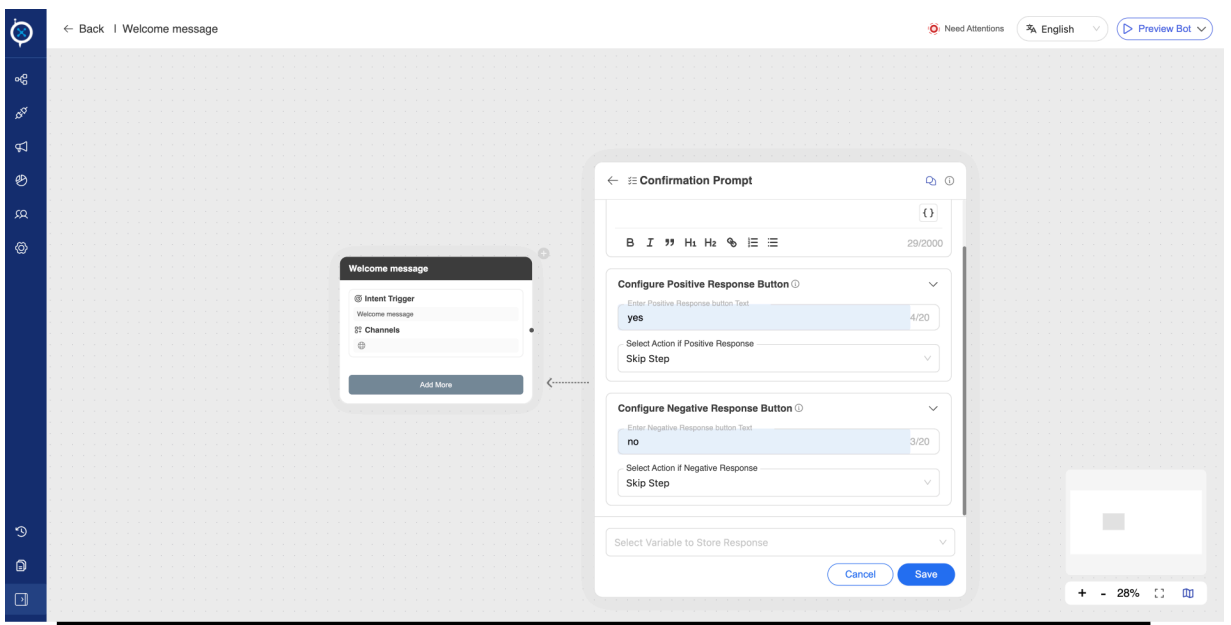 ← Back | Welcome message
Need Attentions
English
Preview Bot
Confirmation Prompt
{}
B I ” H1 H2
29/2000
Welcome message
Intent Trigger
Welcome message
Channels
Add More
Configure Positive Response Button
Enter Positive Response button Text
yes
4/20
Select Action if Positive Response
Skip Step
Configure Negative Response Button
Enter Negative Response button Text
no
3/20
Select Action if Negative Response
Skip Step
Select Variable to Store Response
Cancel
Save
+ - 28%